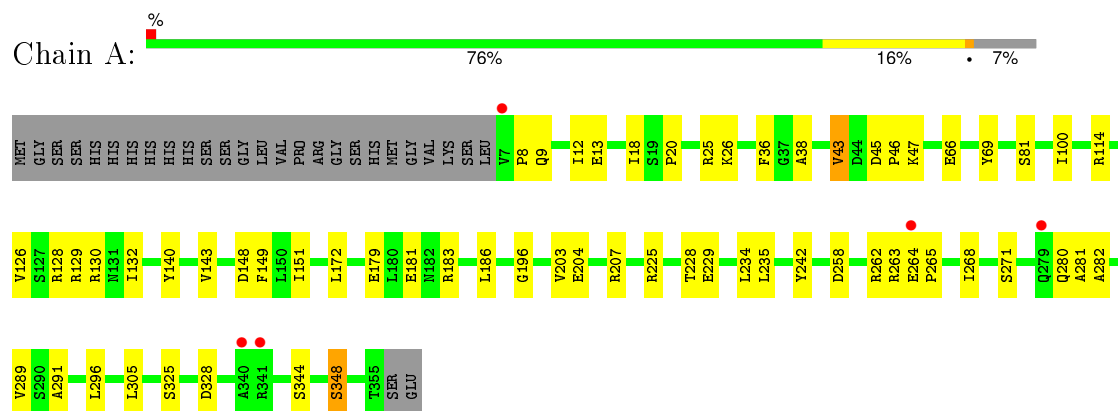 %
Chain A:
76% 16% • 7%
MET GLY SER SER HIS HIS HIS HIS HIS HIS SER SER GLY LEU VAL PRO ARG GLY SER HIS MET GLY VAL LYS SER LEU V7 P8 Q9 I12 E13 I18 S19 P20 R25 K26 F36 G37 A38 V43 D44 D45 P46 K47 E66 Y69 S81 I100 R114
V126 S127 R128 R129 R130 N131 I132 Y140 V143 D148 F149 L150 I151 L172 E179 L180 E181 N182 R183 L186 G196 V203 E204 R207 R225 T228 E229 L234 L235 Y242 D258 R262 R263 E264 P265 I268 S271 Q279 Q280 A281 A282
V289 S290 A291 L296 L305 S325 D328 A340 R341 S344 S348 T355 SER GLU